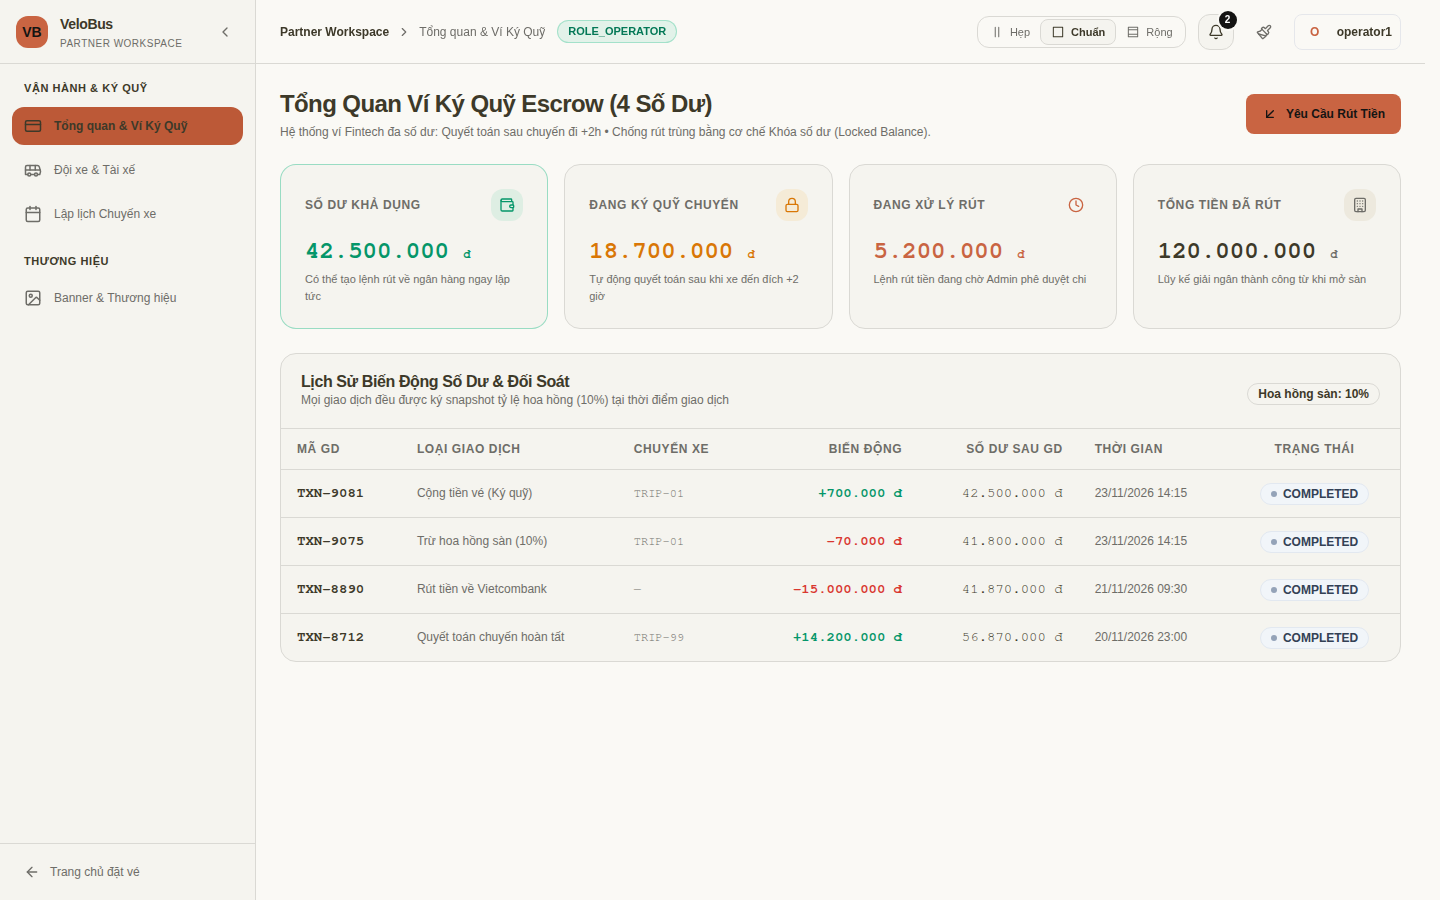 VB
VeloBus
PARTNER WORKSPACE
VẬN HÀNH & KÝ QUỸ
Tổng quan & Ví Ký Quỹ
Đội xe & Tài xế
Lập lịch Chuyến xe
THƯƠNG HIỆU
Banner & Thương hiệu
Trang chủ đặt vé
Partner Workspace
Tổng quan & Ví Ký Quỹ
ROLE_OPERATOR
Hẹp
Chuẩn
Rộng
2
O
operator1
Tổng Quan Ví Ký Quỹ Escrow (4 Số Dư)
Hệ thống ví Fintech đa số dư: Quyết toán sau chuyến đi +2h • Chống rút trùng bằng cơ chế Khóa số dư (Locked Balance).
Yêu Cầu Rút Tiền
SỐ DƯ KHẢ DỤNG
42.500.000 đ
Có thể tạo lệnh rút về ngân hàng ngay lập
tức
ĐANG KÝ QUỸ CHUYẾN
18.700.000 đ
Tự động quyết toán sau khi xe đến đích +2
giờ
ĐANG XỬ LÝ RÚT
5.200.000 đ
Lệnh rút tiền đang chờ Admin phê duyệt chi
TỔNG TIỀN ĐÃ RÚT
120.000.000 đ
Lũy kế giải ngân thành công từ khi mở sàn
Lịch Sử Biến Động Số Dư & Đối Soát
Mọi giao dịch đều được ký snapshot tỷ lệ hoa hồng (10%) tại thời điểm giao dịch
Hoa hồng sàn: 10%
MÃ GD LOẠI GIAO DỊCH CHUYẾN XE BIẾN ĐỘNG SỐ DƯ SAU GD THỜI GIAN TRẠNG THÁI
TXN-9081 Cộng tiền vé (Ký quỹ) TRIP-01 +700.000 đ 42.500.000 đ 23/11/2026 14:15 COMPLETED
TXN-9075 Trừ hoa hồng sàn (10%) TRIP-01 -70.000 đ 41.800.000 đ 23/11/2026 14:15 COMPLETED
TXN-8890 Rút tiền về Vietcombank — -15.000.000 đ 41.870.000 đ 21/11/2026 09:30 COMPLETED
TXN-8712 Quyết toán chuyến hoàn tất TRIP-99 +14.200.000 đ 56.870.000 đ 20/11/2026 23:00 COMPLETED